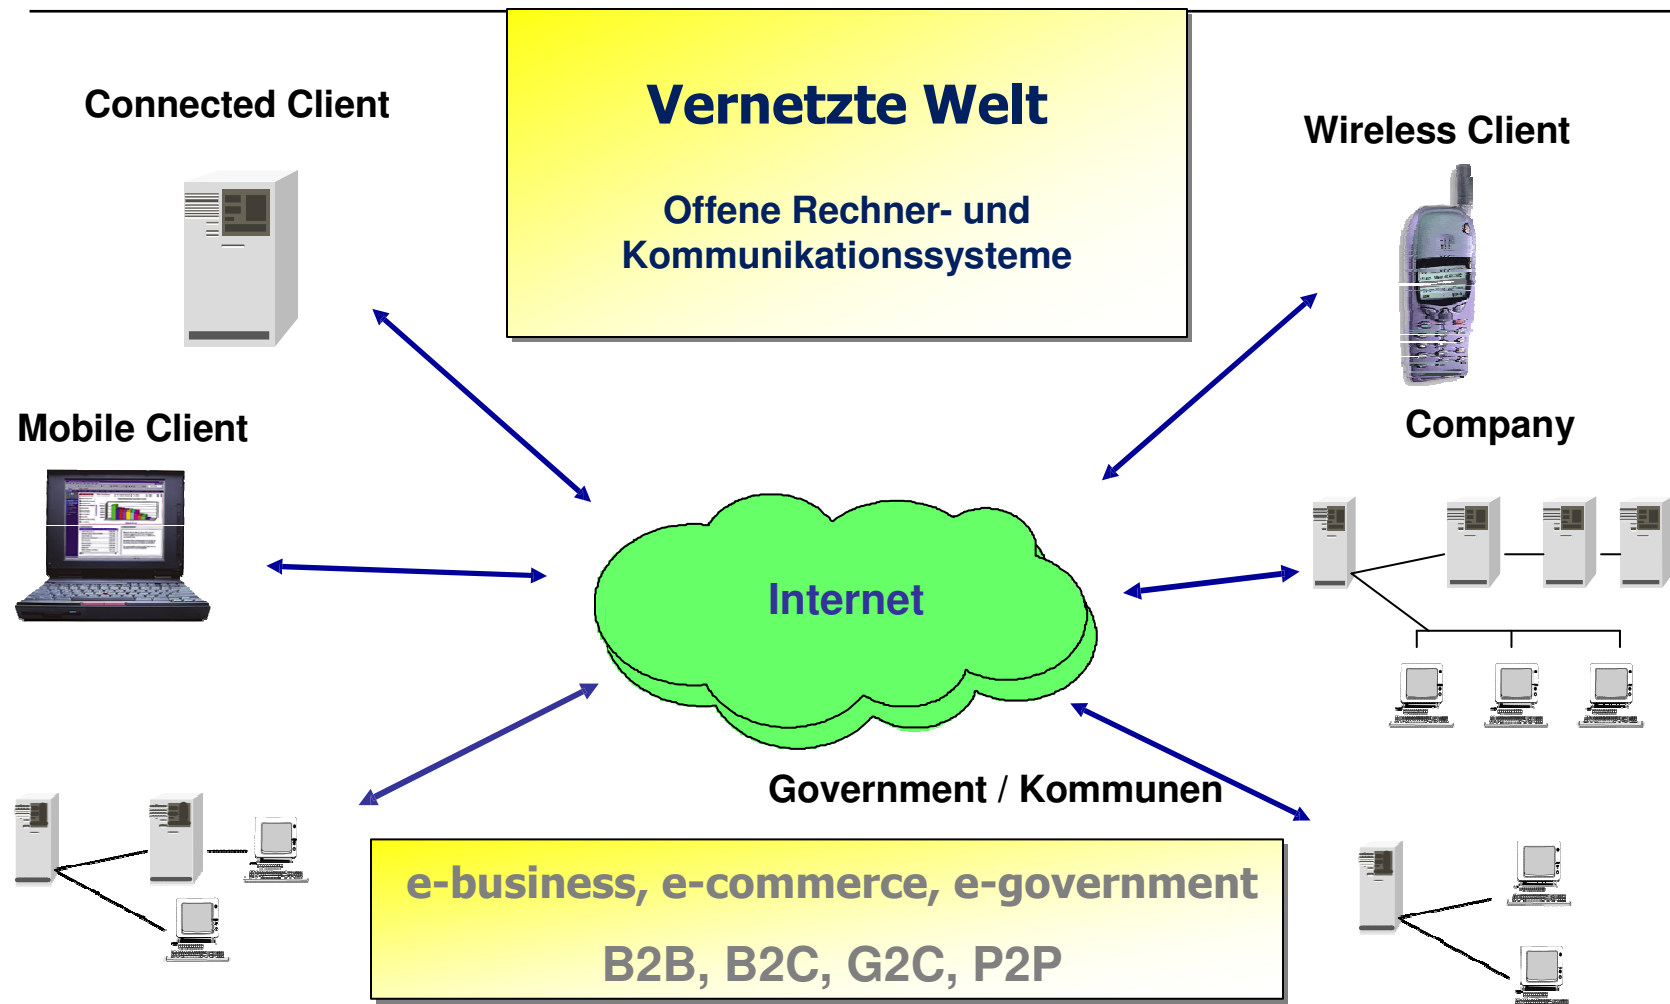 Vernetzte Welt
Offene Rechner- und
Kommunikationssysteme
Connected Client
Wireless Client
Mobile Client
Company
Internet
Government / Kommunen
e-business, e-commerce, e-government
B2B, B2C, G2C, P2P